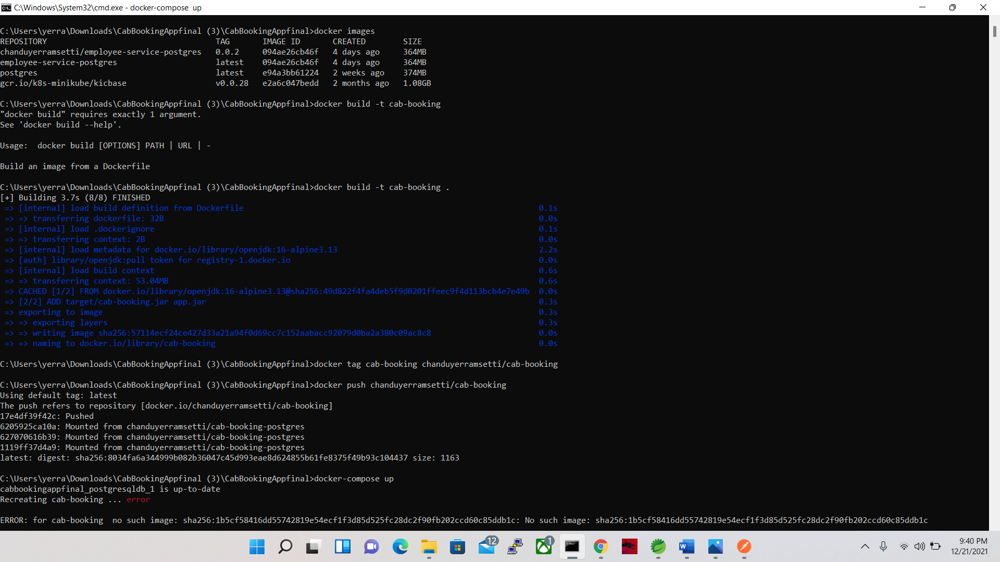 C:\Windows\System32\cmd.exe - docker-compose  up
C:\Users\yerra\Downloads\CabBookingAppfinal (3)\CabBookingAppfinal>docker images
REPOSITORY                                    TAG       IMAGE ID       CREATED        SIZE
chanduyerramsetti/employee-service-postgres   0.0.2     094ae26cb46f   4 days ago     364MB
employee-service-postgres                     latest    094ae26cb46f   4 days ago     364MB
postgres                                      latest    e94a3bb61224   2 weeks ago    374MB
gcr.io/k8s-minikube/kicbase                   v0.0.28   e2a6c047bedd   2 months ago   1.08GB
C:\Users\yerra\Downloads\CabBookingAppfinal (3)\CabBookingAppfinal>docker build -t cab-booking
"docker build" requires exactly 1 argument.
See 'docker build --help'.
Usage:  docker build [OPTIONS] PATH | URL | -
Build an image from a Dockerfile
C:\Users\yerra\Downloads\CabBookingAppfinal (3)\CabBookingAppfinal>docker build -t cab-booking .
[+] Building 3.7s (8/8) FINISHED
=> [internal] load build definition from Dockerfile 0.1s
=> => transferring dockerfile: 32B 0.0s
=> [internal] load .dockerignore 0.1s
=> => transferring context: 2B 0.0s
=> [internal] load metadata for docker.io/library/openjdk:16-alpine3.13 2.2s
=> [auth] library/openjdk:pull token for registry-1.docker.io 0.0s
=> [internal] load build context 0.6s
=> => transferring context: 53.04MB 0.6s
=> CACHED [1/2] FROM docker.io/library/openjdk:16-alpine3.13@sha256:49d822f4fa4deb5f9d0201ffeec9f4d113bcb4e7e49b 0.0s
=> [2/2] ADD target/cab-booking.jar app.jar 0.3s
=> exporting to image 0.3s
=> => exporting layers 0.3s
=> => writing image sha256:57114ecf24ce427d33a21a94f0d69cc7c152aabacc92079d0ba2a380c09ac8c8 0.0s
=> => naming to docker.io/library/cab-booking 0.0s
C:\Users\yerra\Downloads\CabBookingAppfinal (3)\CabBookingAppfinal>docker tag cab-booking chanduyerramsetti/cab-booking
C:\Users\yerra\Downloads\CabBookingAppfinal (3)\CabBookingAppfinal>docker push chanduyerramsetti/cab-booking
Using default tag: latest
The push refers to repository [docker.io/chanduyerramsetti/cab-booking]
17e4df39f42c: Pushed
6205925ca10a: Mounted from chanduyerramsetti/cab-booking-postgres
627070616b39: Mounted from chanduyerramsetti/cab-booking-postgres
1119ff37d4a9: Mounted from chanduyerramsetti/cab-booking-postgres
latest: digest: sha256:8034fa6a344999b082b36047c45d993eae8d624855b61fe8375f49b93c104437 size: 1163
C:\Users\yerra\Downloads\CabBookingAppfinal (3)\CabBookingAppfinal>docker-compose up
cabbookingappfinal_postgresqldb_1 is up-to-date
Recreating cab-booking ... error
ERROR: for cab-booking  no such image: sha256:1b5cf58416dd55742819e54ecf1f3d85d525fc28dc2f90fb202ccd60c85ddb1c: No such image: sha256:1b5cf58416dd55742819e54ecf1f3d85d525fc28dc2f90fb202ccd60c85ddb1c
12
1
9:40 PM
12/21/2021